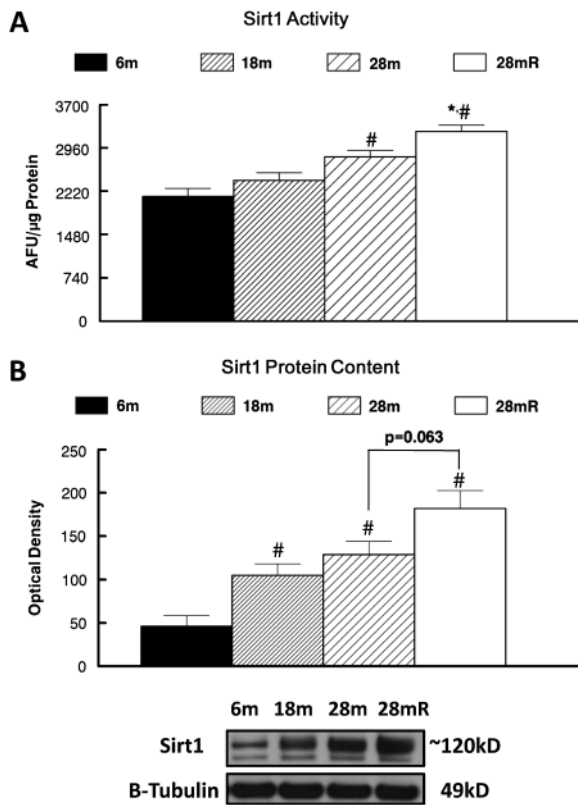 A
Sirt1 Activity
6m 18m 28m 28mR
AFU/µg Protein
3700
2960
2220
1480
740
0
#
*,#
B
Sirt1 Protein Content
6m 18m 28m 28mR
p=0.063
Optical Density
250
200
150
100
50
0
#
#
#
6m 18m 28m 28mR
Sirt1 ~120kD
B-Tubulin 49kD